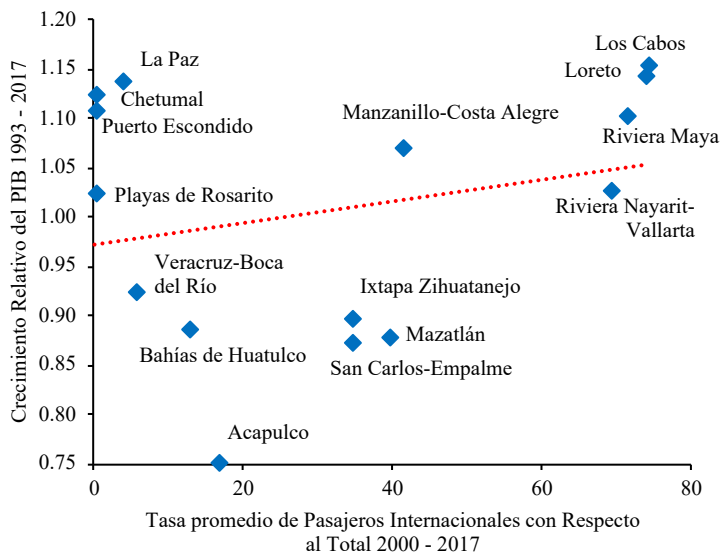 Crecimiento Relativo del PIB 1993 - 2017
1.20
1.15
1.10
1.05
1.00
0.95
0.90
0.85
0.80
0.75
La Paz
Chetumal
Puerto Escondido
Playas de Rosarito
Veracruz-Boca
del Río
Bahías de Huatulco
Acapulco
Manzanillo-Costa Alegre
Ixtapa Zihuatanejo
Mazatlán
San Carlos-Empalme
Los Cabos
Loreto
Riviera Maya
Riviera Nayarit-
Vallarta
0
20
40
60
80
Tasa promedio de Pasajeros Internacionales con Respecto
al Total 2000 - 2017